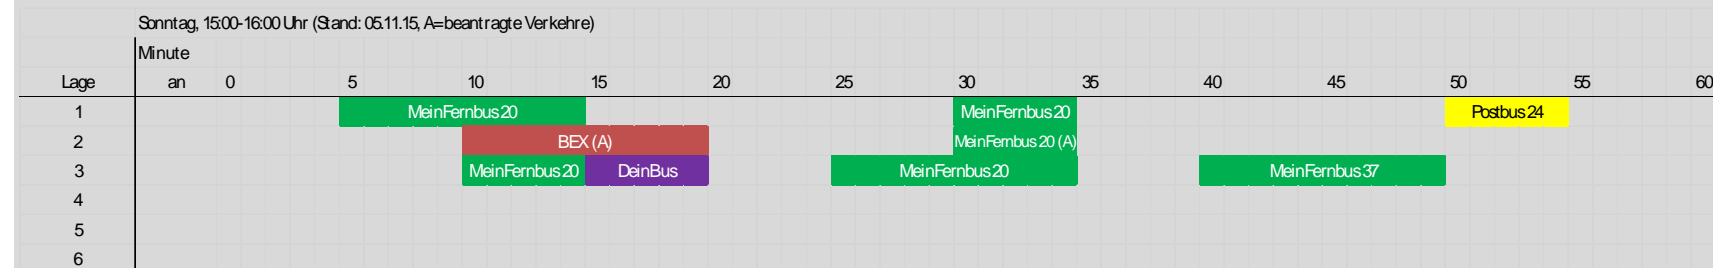 Sonntag, 15:00-16:00 Uhr (Stand: 05.11.15, A=beantragte Verkehre)
Minute
Lage an 0 5 10 15 20 25 30 35 40 45 50 55 60
1 MeinFernbus 20 MeinFernbus 20 Postbus 24
2 BEX (A) MeinFernbus 20 (A)
3 MeinFernbus 20 DeinBus MeinFernbus 20 MeinFernbus 37
4
5
6